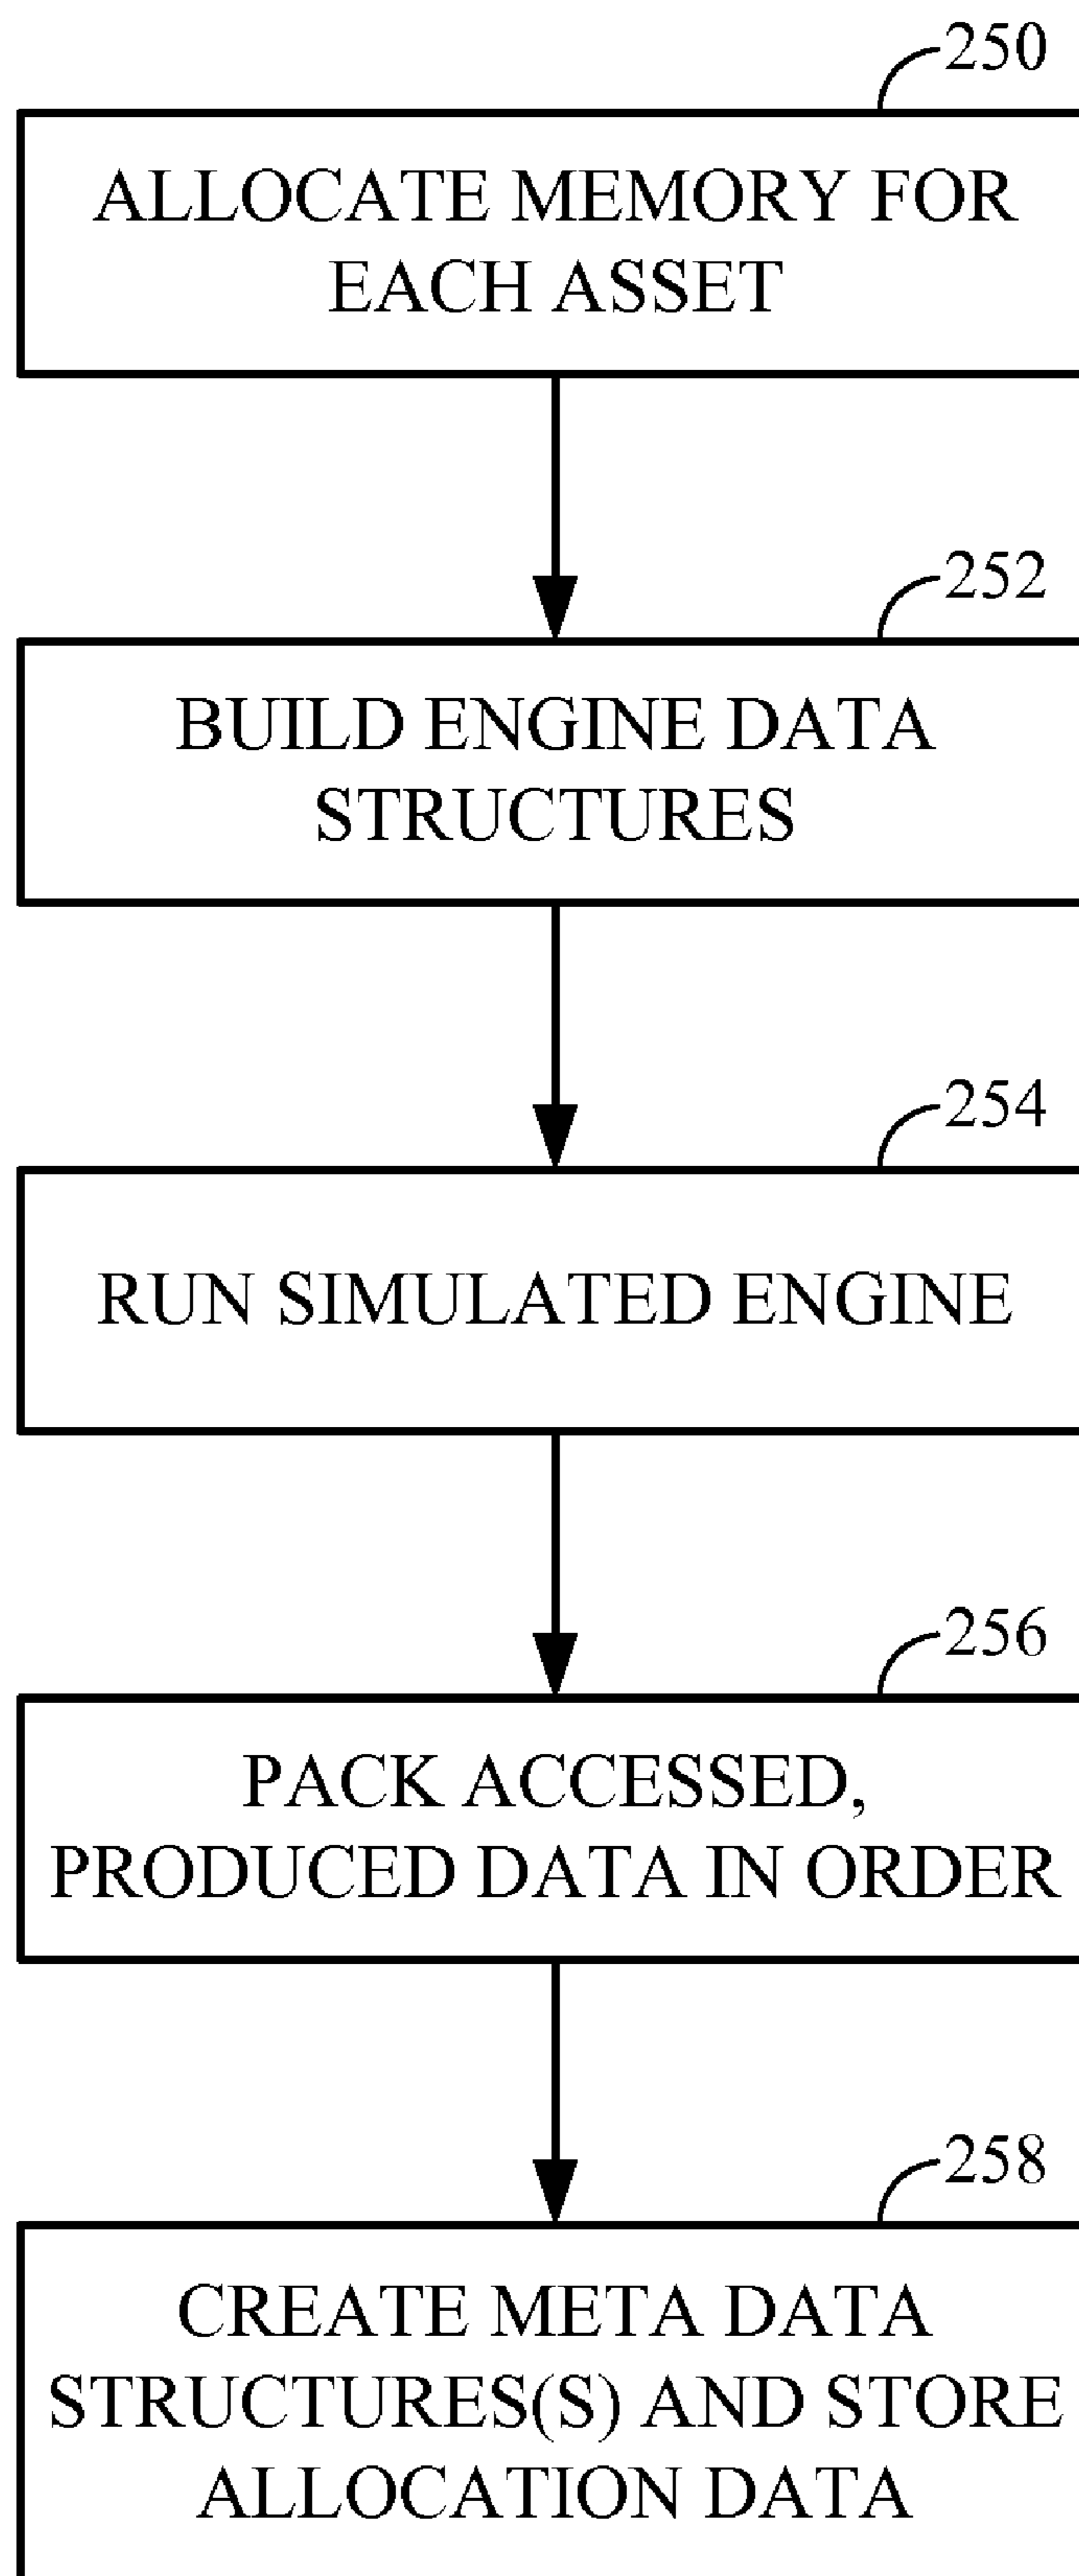 250
ALLOCATE MEMORY FOR
EACH ASSET
252
BUILD ENGINE DATA
STRUCTURES
254
RUN SIMULATED ENGINE
256
PACK ACCESSED,
PRODUCED DATA IN ORDER
258
CREATE META DATA
STRUCTURES(S) AND STORE
ALLOCATION DATA